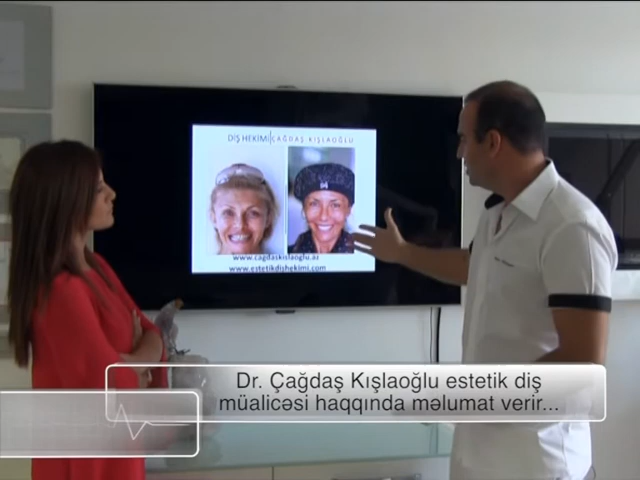 DİŞ HEKİMİ ÇAĞDAŞ KIŞLAOĞLU
www.cagdaskislaoglu.az
www.estetikdishekimi.com
Dr. Çağdaş Kışlaoğlu estetik diş
müalicəsi haqqında məlumat verir...